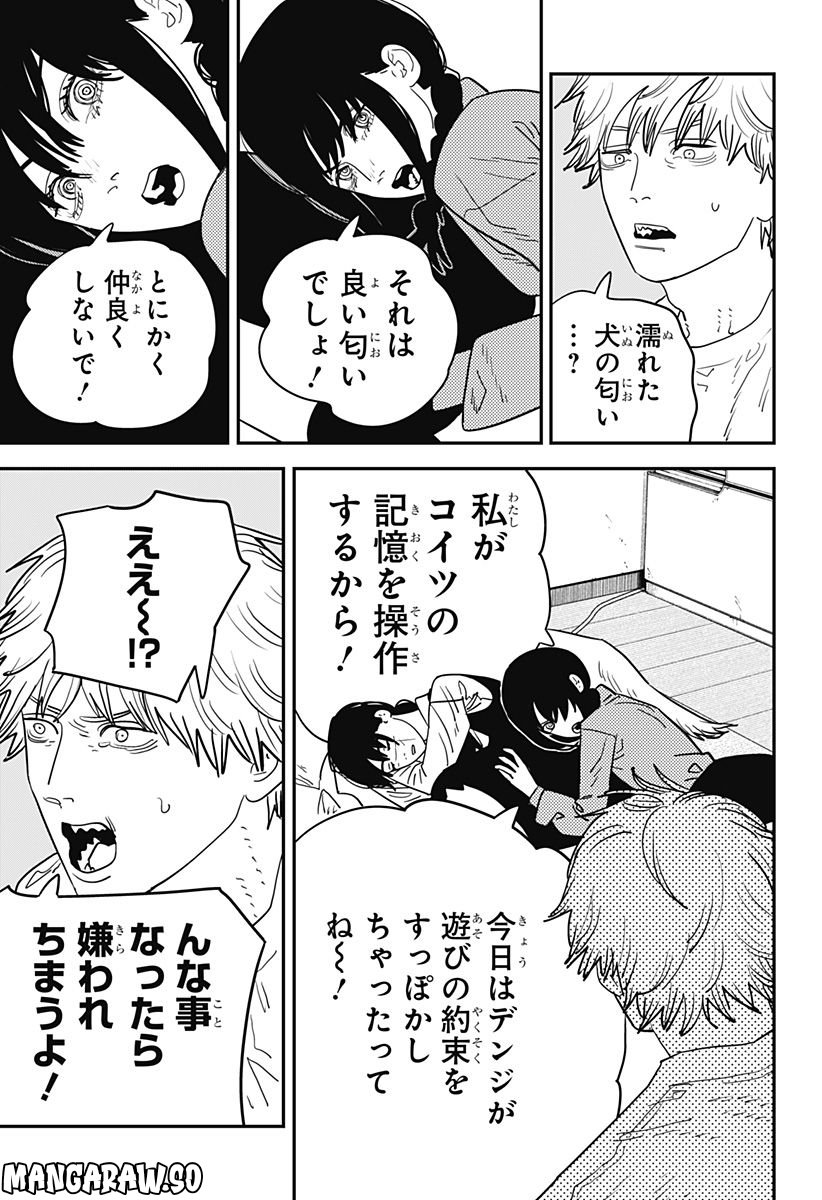 濡れた
犬の匂い
…?
それは
良い匂い
でしょ！
とにかく
仲良く
しないで！
私が
コイツの
記憶を操作
するから！
今日はデンジが
遊びの約束を
すっぽかし
ちゃったって
ね～！
ええ～!?
んな事
なったら
嫌われ
ちまうよ！
MANGARAW.SO